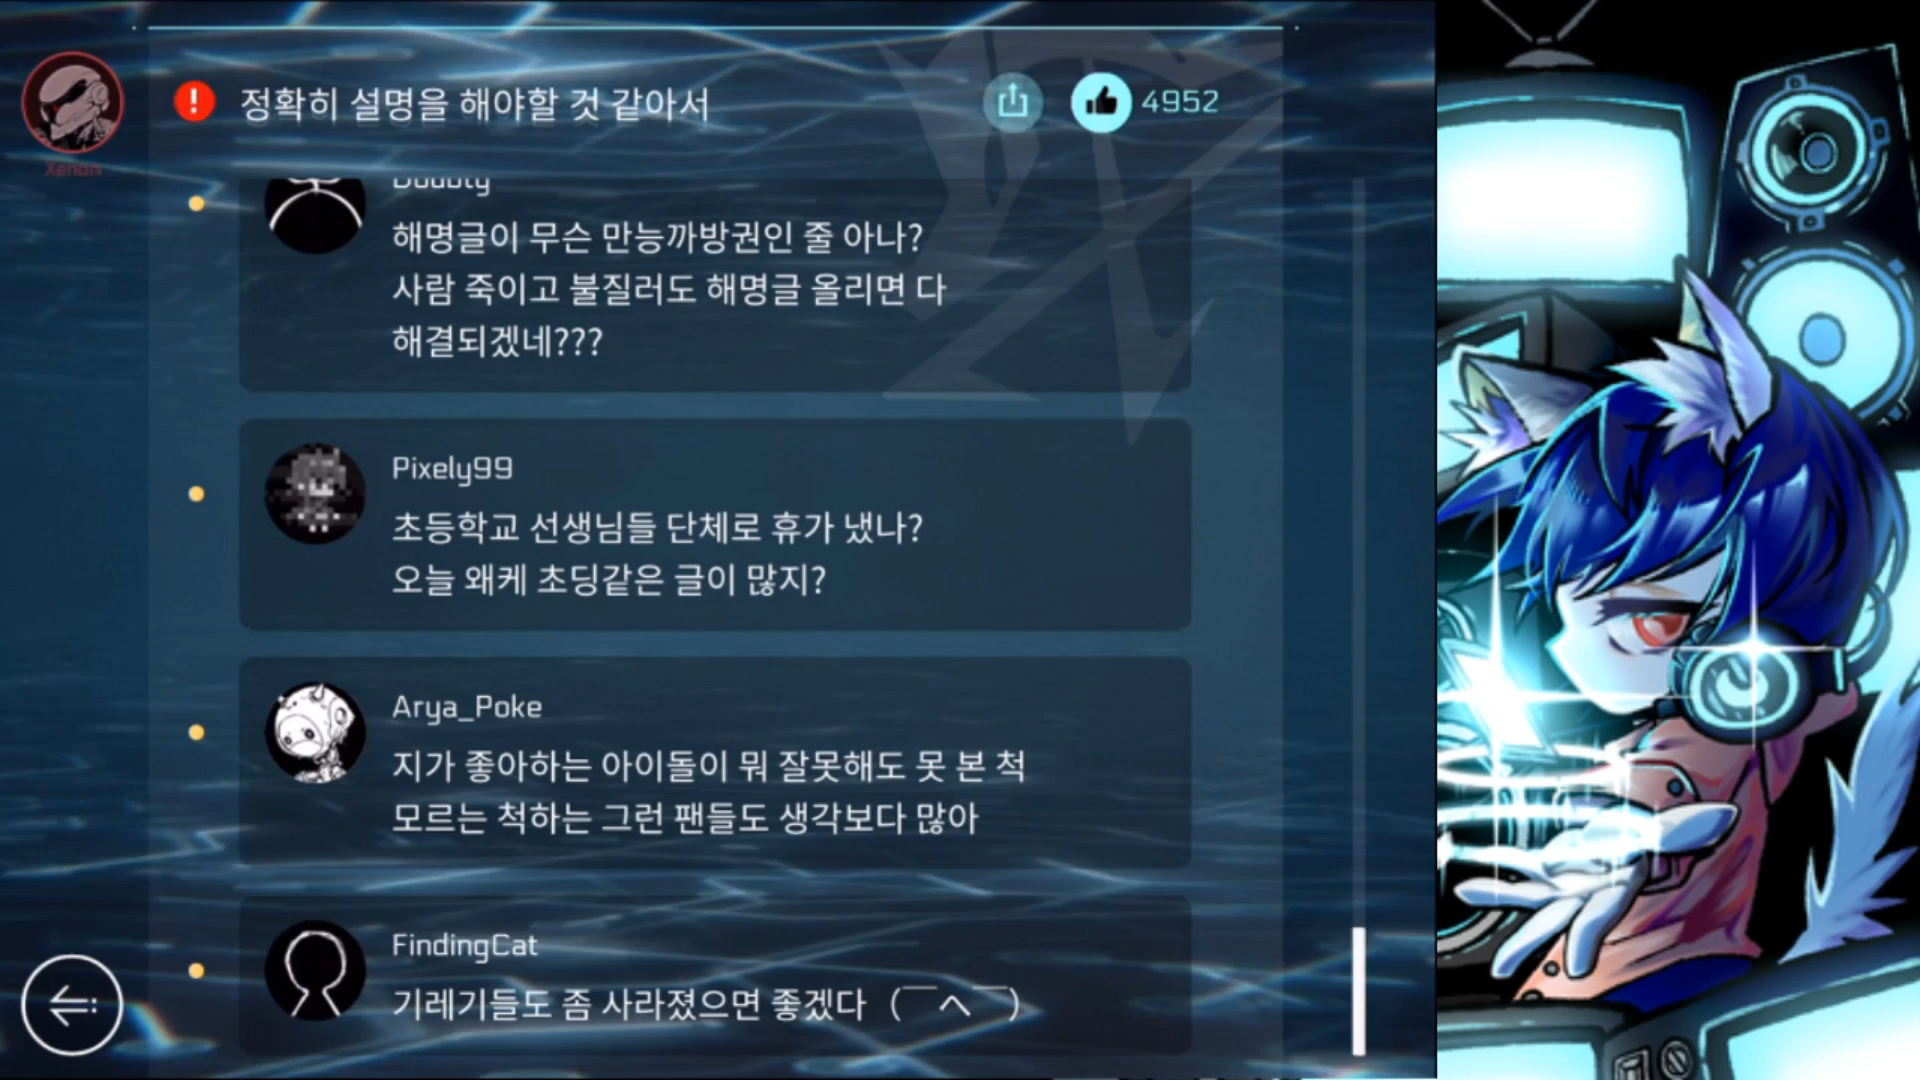 정확히 설명을 해야할 것 같아서
4952
Xenon
해명글이 무슨 만능까방권인 줄 아나?
사람 죽이고 불질러도 해명글 올리면 다
해결되겠네???
Pixely99
초등학교 선생님들 단체로 휴가 냈나?
오늘 왜케 초딩같은 글이 많지?
Arya_Poke
지가 좋아하는 아이돌이 뭐 잘못해도 못 본 척
모르는 척하는 그런 팬들도 생각보다 많아
FindingCat
기레기들도 좀 사라졌으면 좋겠다 (￣へ￣)